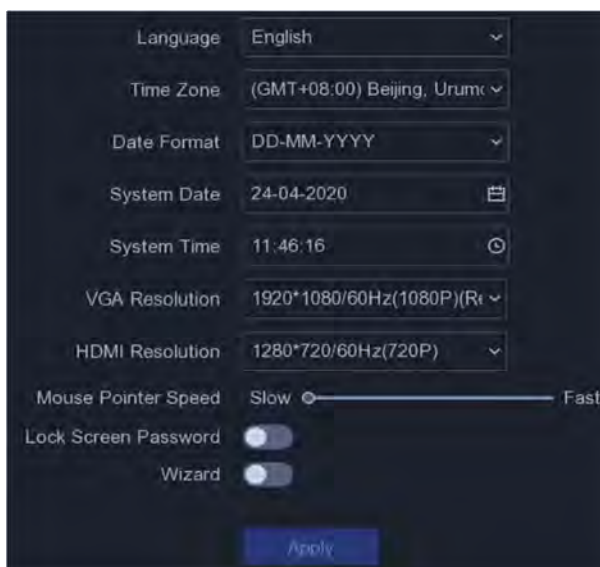 Language English
Time Zone (GMT+08:00) Beijing, Urum
Date Format DD-MM-YYYY
System Date 24-04-2020
System Time 11:46:16
VGA Resolution 1920*1080/60Hz(1080P)(Re
HDMI Resolution 1280*720/60Hz(720P)
Mouse Pointer Speed Slow Fast
Lock Screen Password
Wizard
Apply